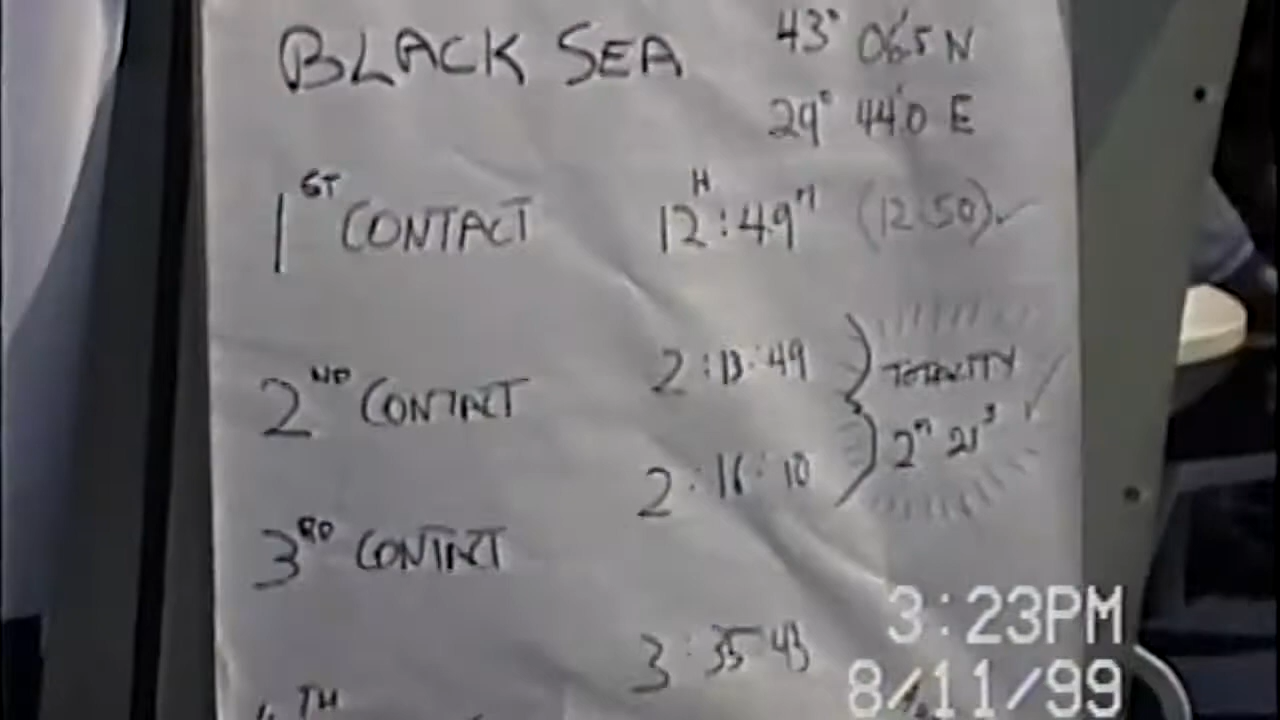 BLACK SEA 43° 06.5' N
29° 44.0' E
1ST CONTACT 12H:49M (12 50) ✓
2ND CONTACT 2:13:49
TOTALITY ✓
2M 21S
2:16:10
3RD CONTACT
3:35 43
TH
3:23PM
8/11/99